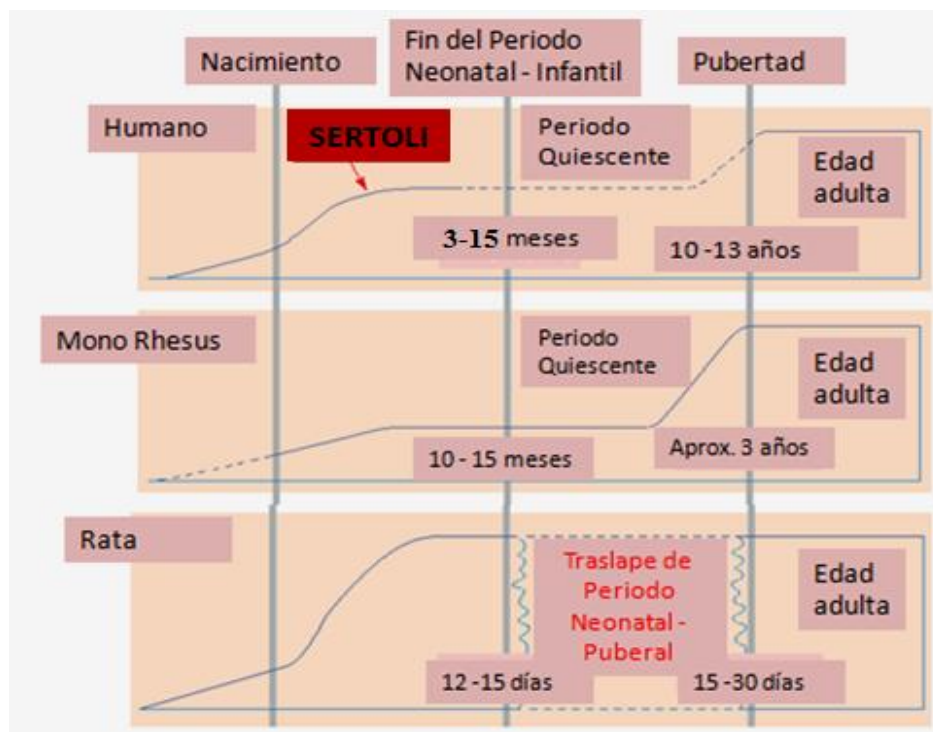 Nacimiento
Fin del Periodo
Neonatal - Infantil
Pubertad
Humano
SERTOLI
Periodo
Quiescente
Edad
adulta
3-15 meses
10 -13 años
Mono Rhesus
Periodo
Quiescente
Edad
adulta
10 - 15 meses
Aprox. 3 años
Rata
Traslape de
Periodo
Neonatal -
Puberal
Edad
adulta
12 -15 días
15 -30 días